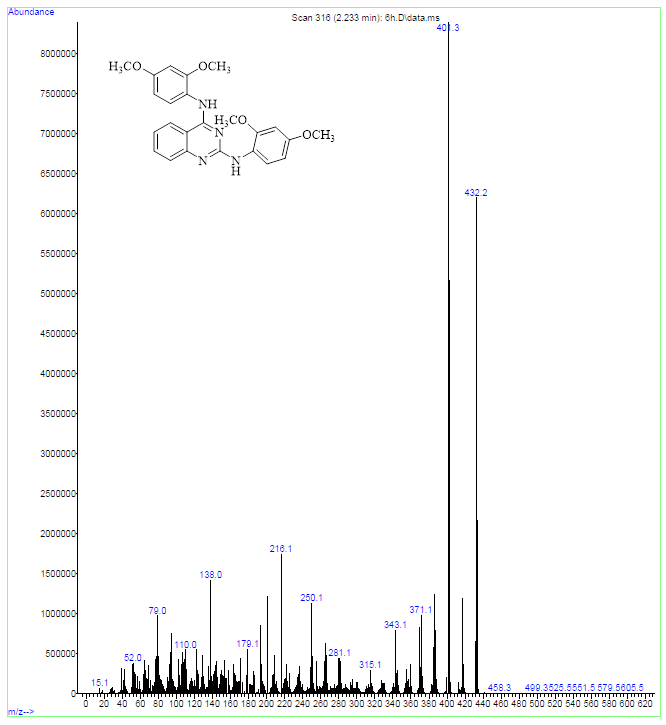 Abundance
Scan 316 (2.233 min): 6h.D\data.ms
401.3
8000000
H₃CO
OCH₃
7500000
NH
H₃CO
7000000
N
OCH₃
N
N
H
6500000
432.2
6000000
5500000
5000000
4500000
4000000
3500000
3000000
2500000
2000000
216.1
1500000
138.0
250.1
1000000
79.0
371.1
343.1
500000
52.0
110.0
179.1
281.1
315.1
15.1
458.3
499.3
525.5
551.5
579.5
606.5
0
0 20 40 60 80 100 120 140 160 180 200 220 240 260 280 300 320 340 360 380 400 420 440 460 480 500 520 540 560 580 600 620
m/z-->